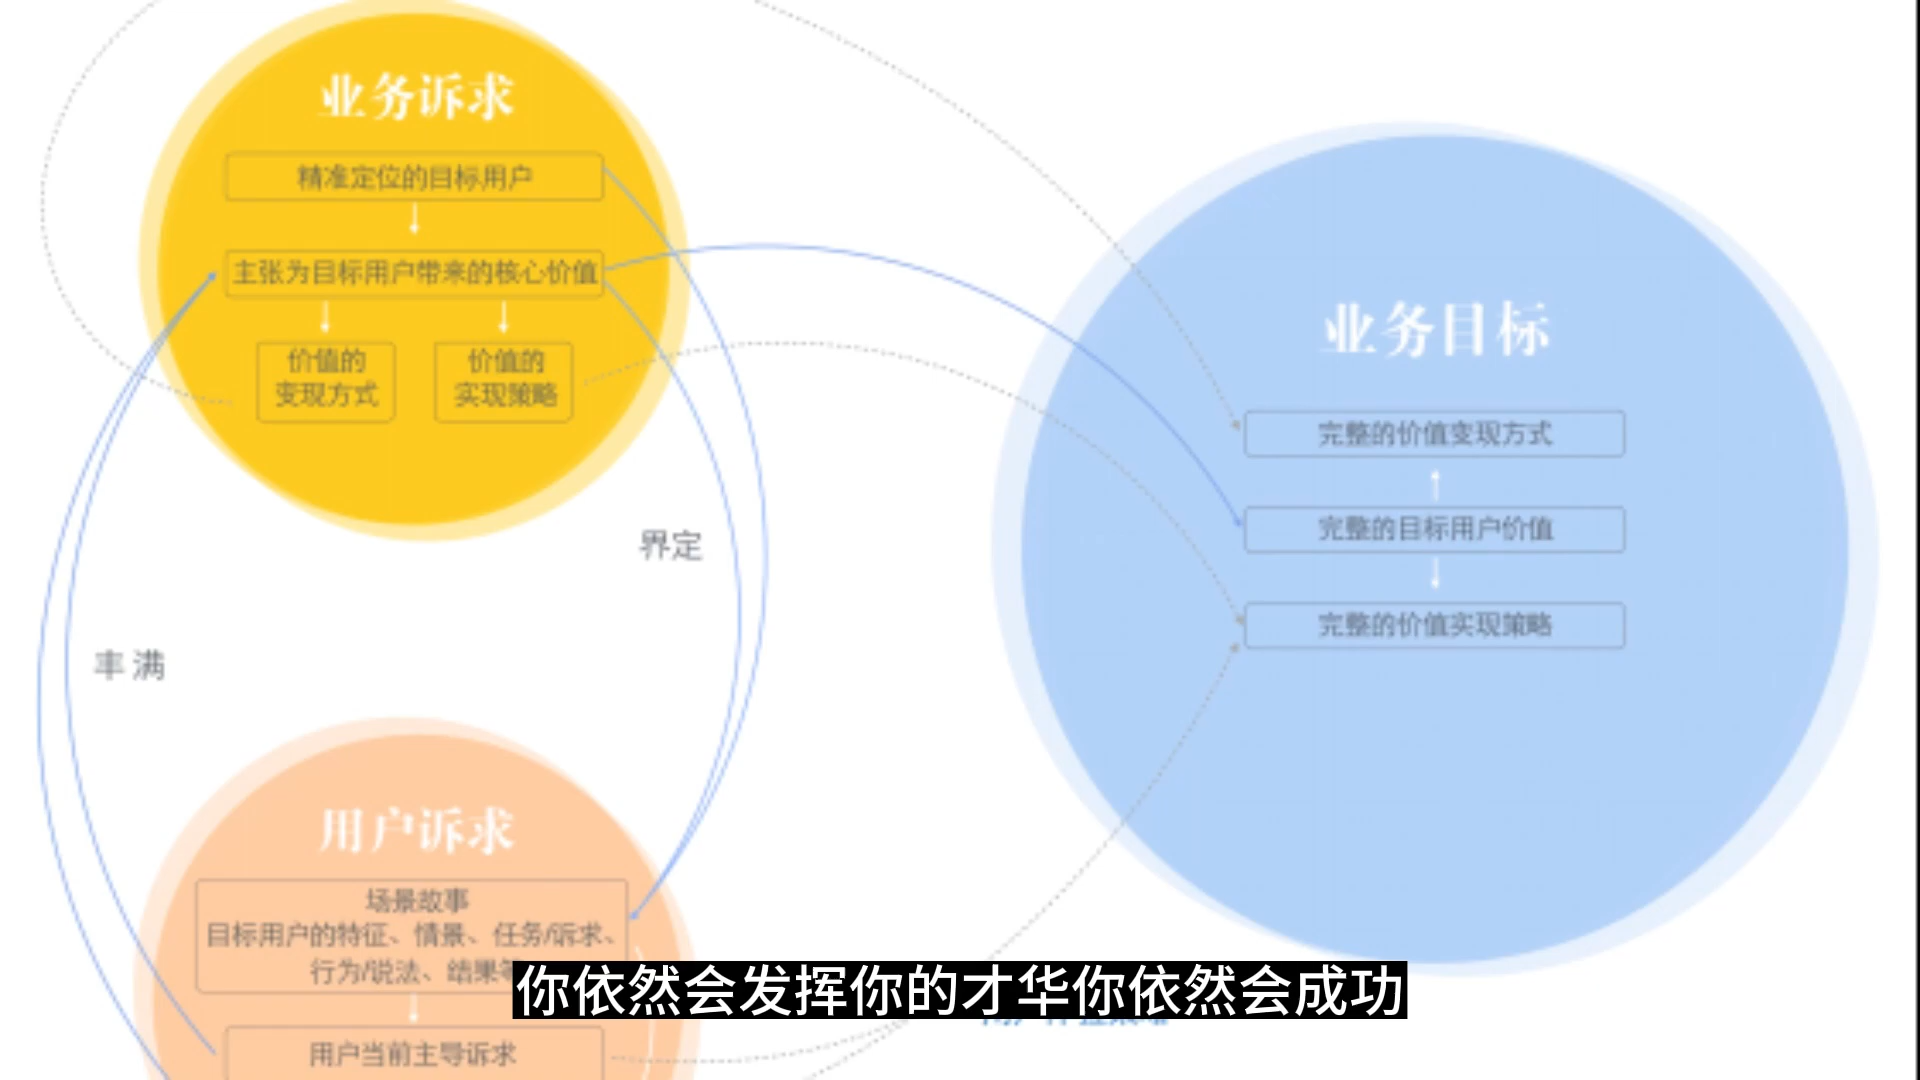 业务诉求
精准定位的目标用户
主张为目标用户带来的核心价值
价值的
变现方式
价值的
实现策略
业务目标
完整的价值变现方式
完整的目标用户价值
完整的价值实现策略
界定
丰满
用户诉求
场景故事
目标用户的特征、情景、任务/诉求、
行为/说法、结果
你依然会发挥你的才华你依然会成功
用户当前主导诉求